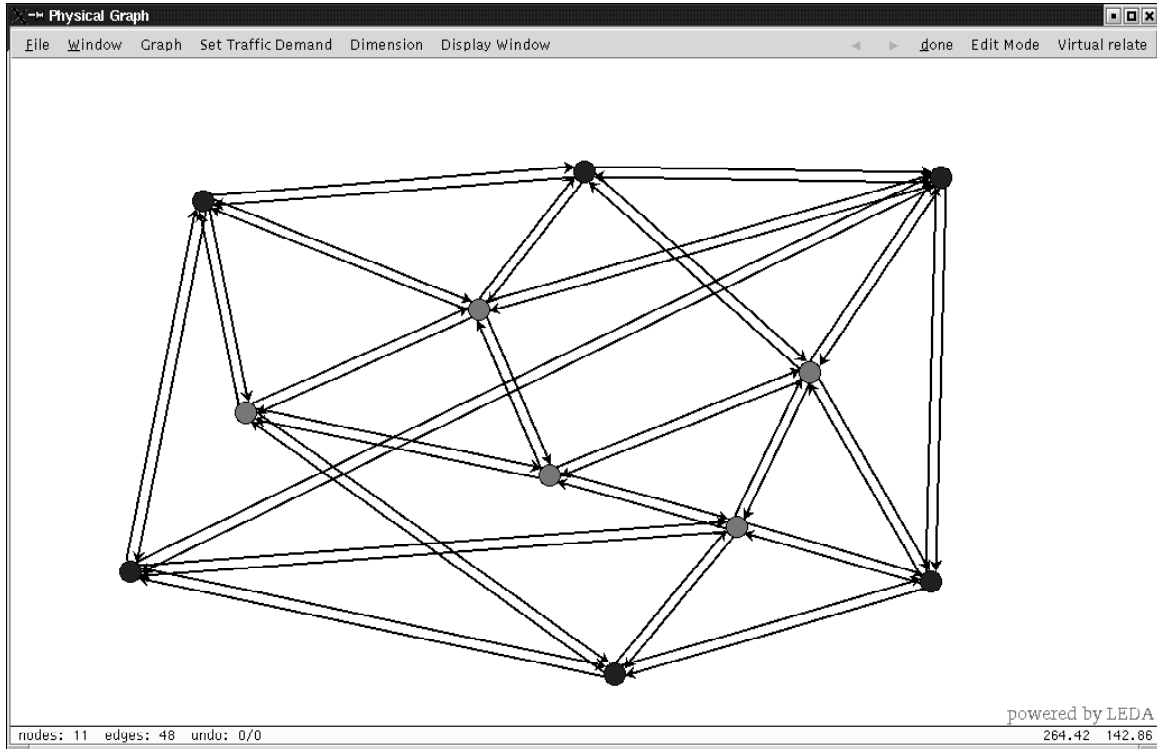 Physical Graph
File Window Graph Set Traffic Demand Dimension Display Window done Edit Mode Virtual relate
powered by LEDA
nodes: 11 edges: 48 undo: 0/0 264.42 142.86